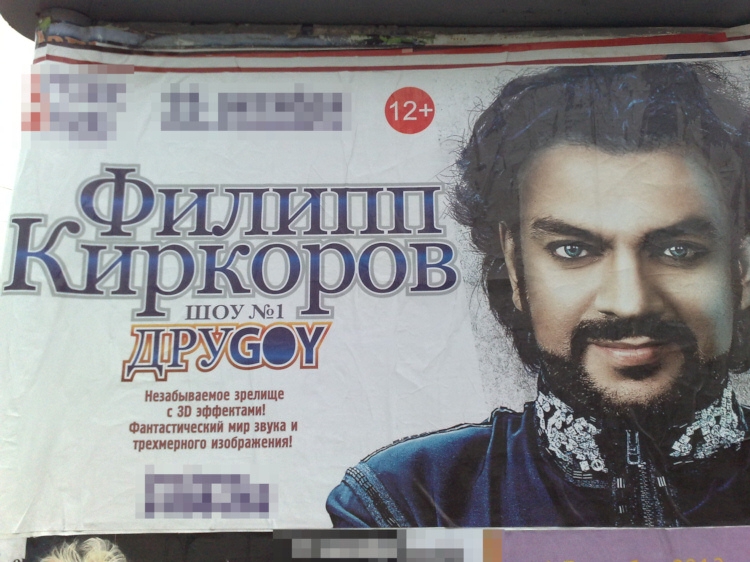 12+
Филипп
Киркоров
ШОУ №1
ДРУGOY
Незабываемое зрелище
с 3D эффектами!
Фантастический мир звука и
трехмерного изображения!